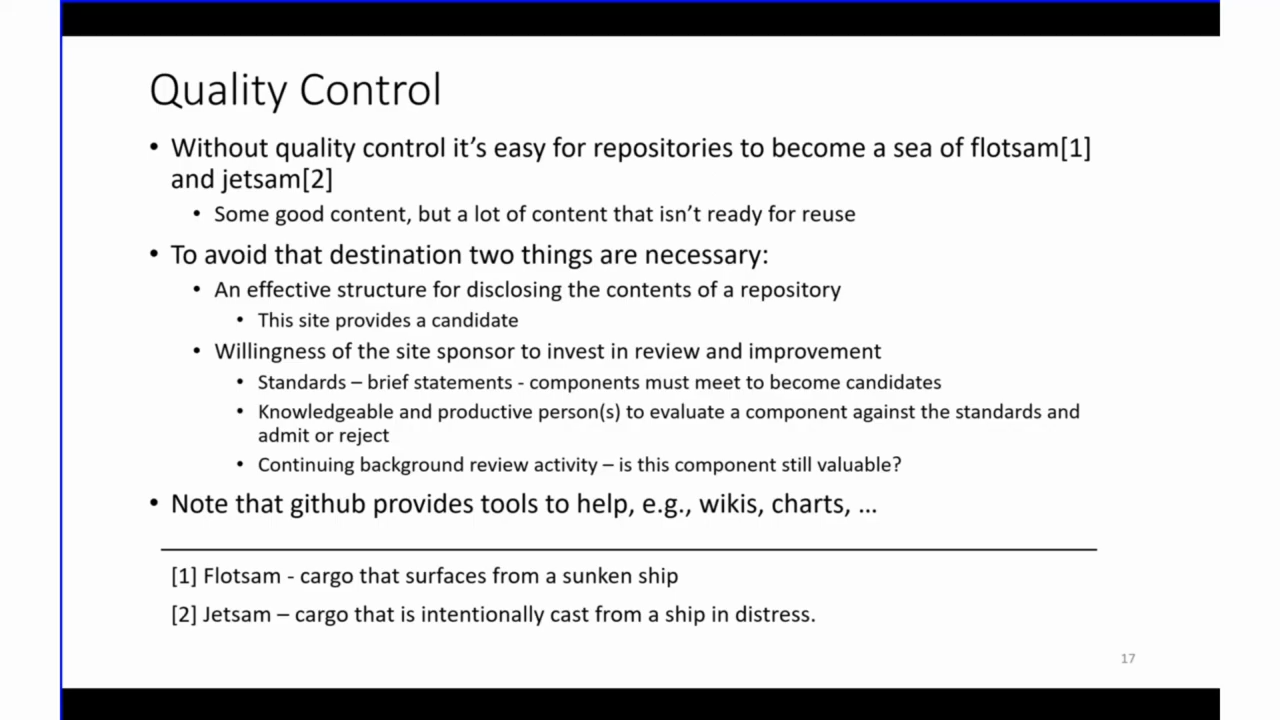 Quality Control
• Without quality control it’s easy for repositories to become a sea of flotsam[1]
and jetsam[2]
• Some good content, but a lot of content that isn’t ready for reuse
• To avoid that destination two things are necessary:
• An effective structure for disclosing the contents of a repository
• This site provides a candidate
• Willingness of the site sponsor to invest in review and improvement
• Standards – brief statements - components must meet to become candidates
• Knowledgeable and productive person(s) to evaluate a component against the standards and
admit or reject
• Continuing background review activity – is this component still valuable?
• Note that github provides tools to help, e.g., wikis, charts, …
[1] Flotsam - cargo that surfaces from a sunken ship
[2] Jetsam – cargo that is intentionally cast from a ship in distress.
17